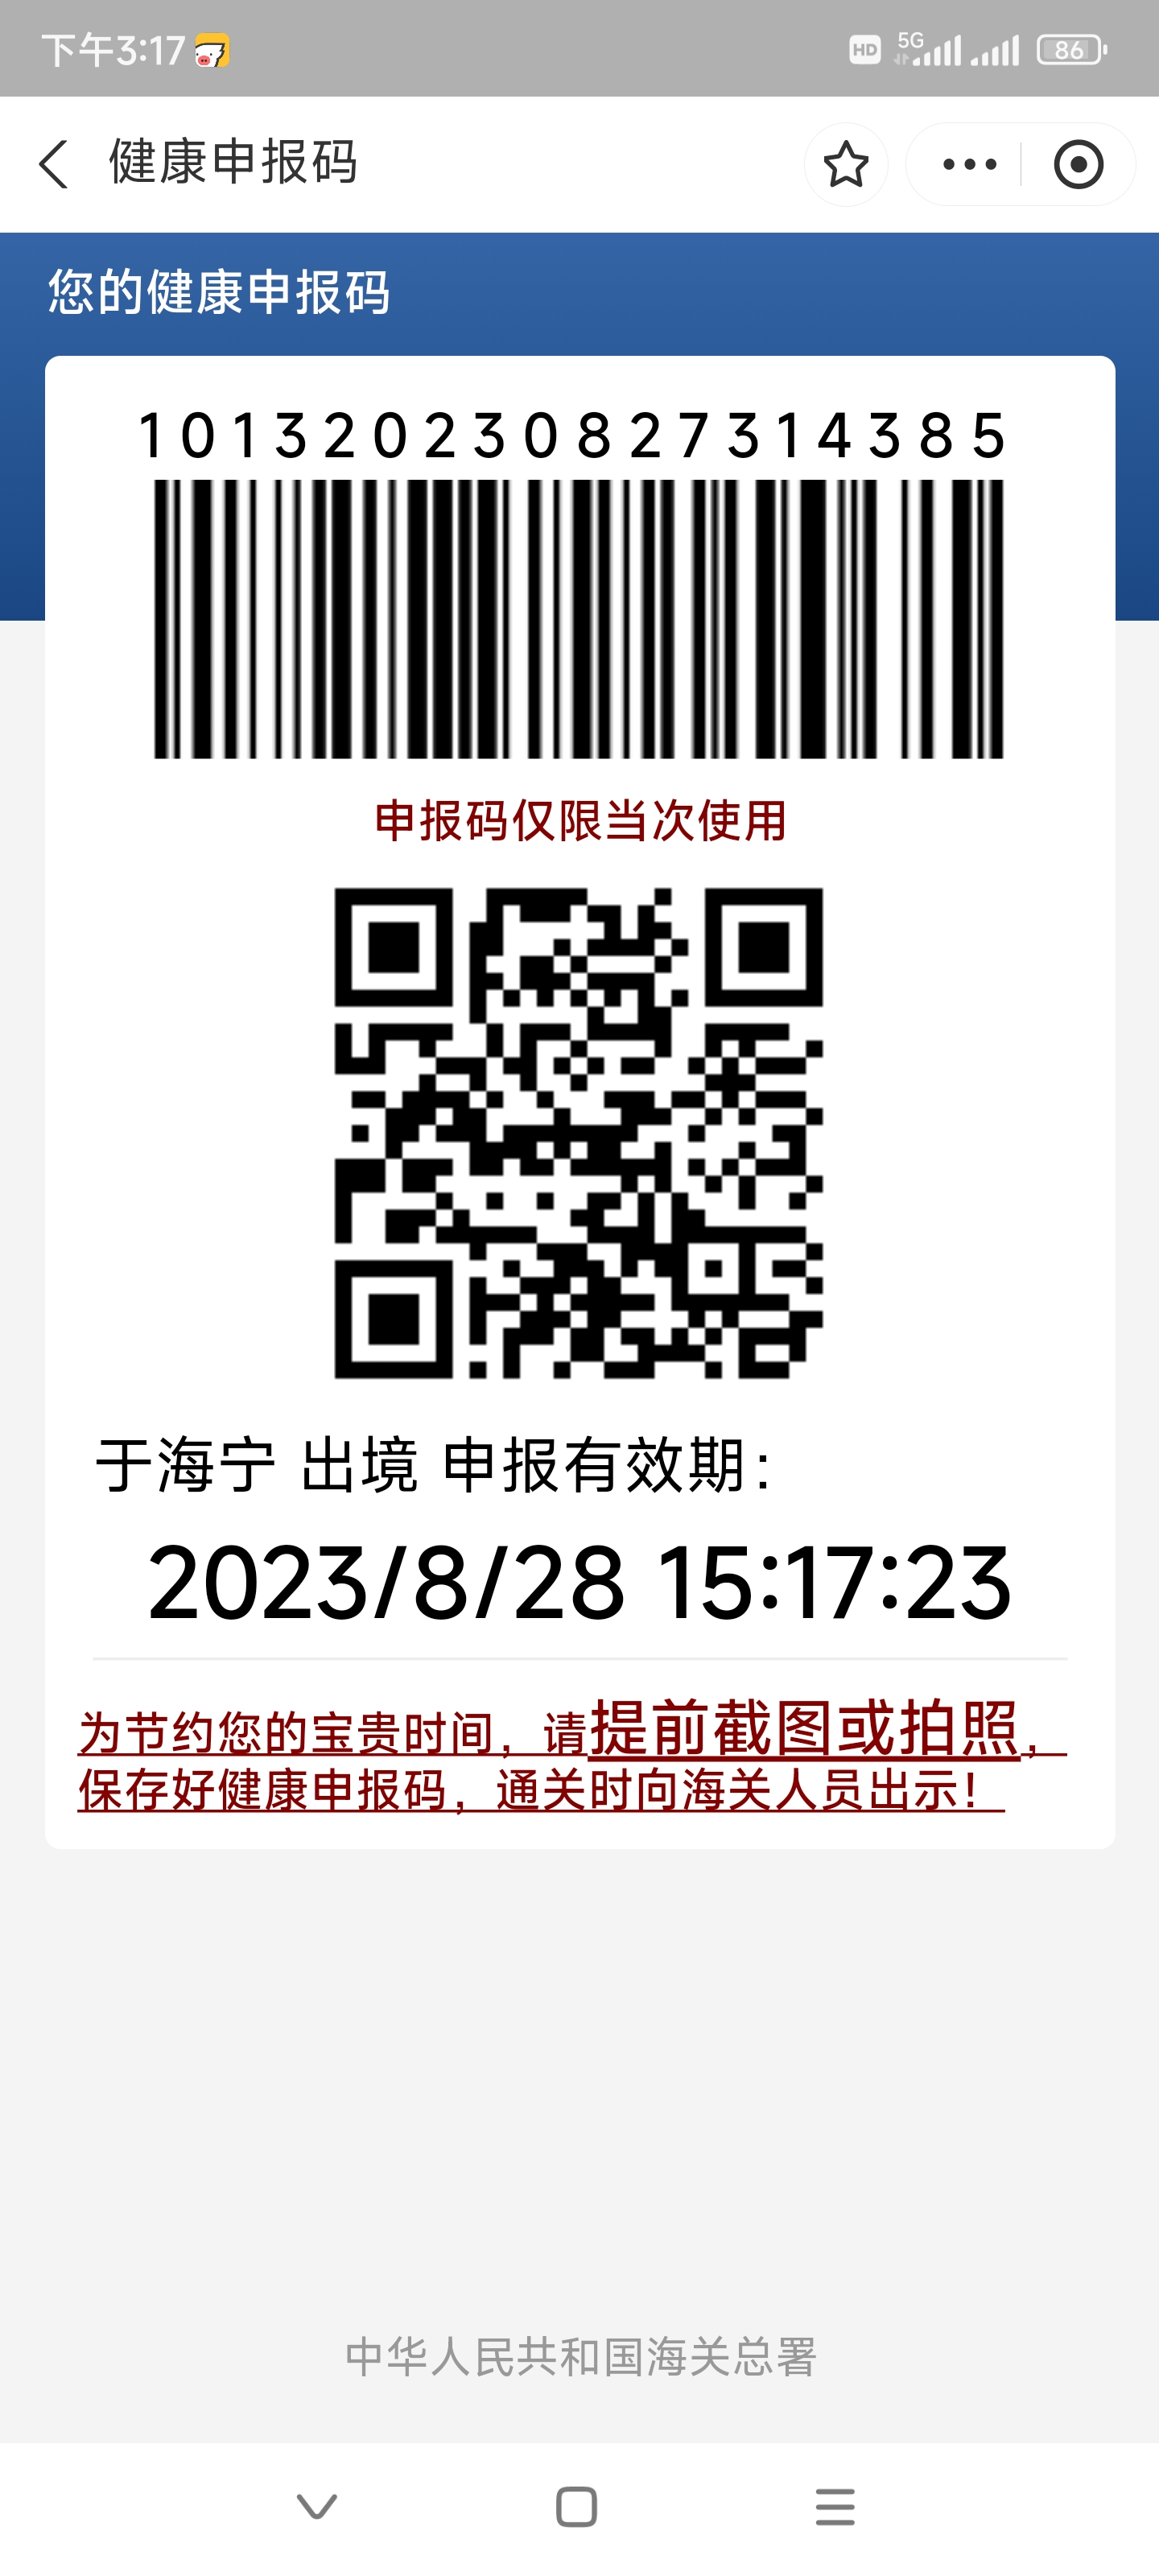 下午3:17
HD 5G 86
健康申报码
您的健康申报码
101320230827314385
申报码仅限当次使用
于海宁 出境 申报有效期：
2023/8/28 15:17:23
为节约您的宝贵时间，请提前截图或拍照，
保存好健康申报码，通关时向海关人员出示！
中华人民共和国海关总署